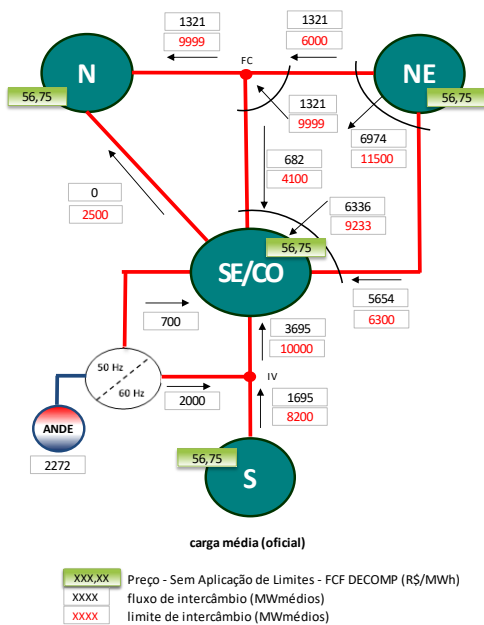 1321
9999
1321
6000
FC
N
NE
56,75
56,75
1321
9999
6974
11500
0
2500
682
4100
6336
9233
56,75
SE/CO
5654
6300
700
3695
10000
50 Hz
60 Hz
IV
2000
1695
8200
ANDE
2272
56,75
S
carga média (oficial)
XXX,XX Preço - Sem Aplicação de Limites - FCF DECOMP (R$/MWh)
XXXX fluxo de intercâmbio (MWmédios)
XXXX limite de intercâmbio (MWmédios)